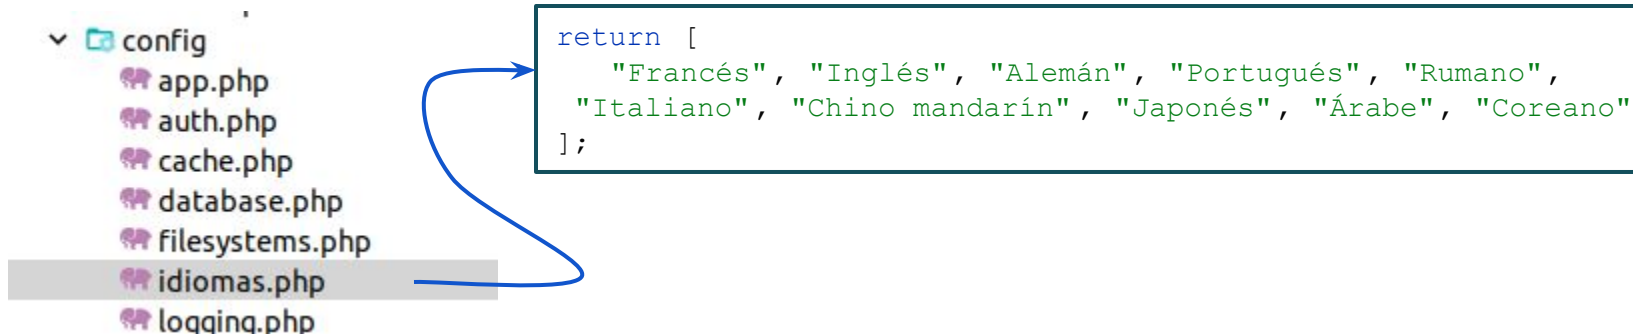 config
app.php
auth.php
cache.php
database.php
filesystems.php
idiomas.php
logging.php
return [
"Francés", "Inglés", "Alemán", "Portugués", "Rumano",
"Italiano", "Chino mandarín", "Japonés", "Árabe", "Coreano"
];